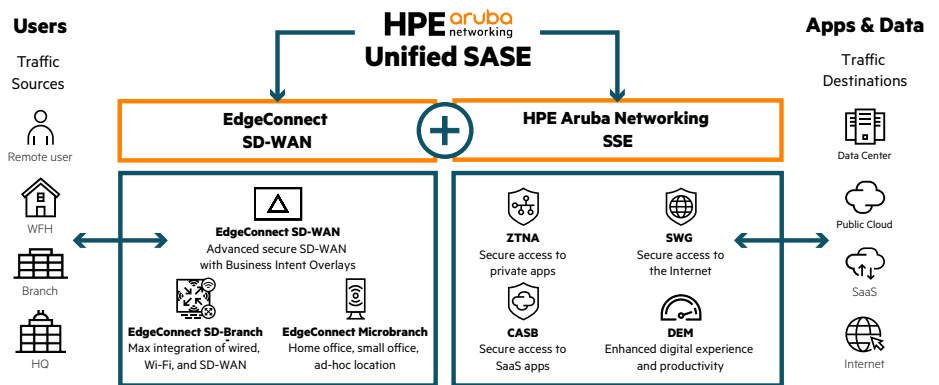 Users
Traffic
Sources
Remote user
WFH
Branch
HQ
HPE aruba
networking
Unified SASE
EdgeConnect
SD-WAN
HPE Aruba Networking
SSE
EdgeConnect SD-WAN
Advanced secure SD-WAN
with Business Intent Overlays
EdgeConnect SD-Branch
Max integration of wired,
Wi-Fi, and SD-WAN
EdgeConnect Microbranch
Home office, small office,
ad-hoc location
ZTNA
Secure access to
private apps
SWG
Secure access to
the Internet
CASB
Secure access to
SaaS apps
DEM
Enhanced digital experience
and productivity
Apps & Data
Traffic
Destinations
Data Center
Public Cloud
SaaS
Internet